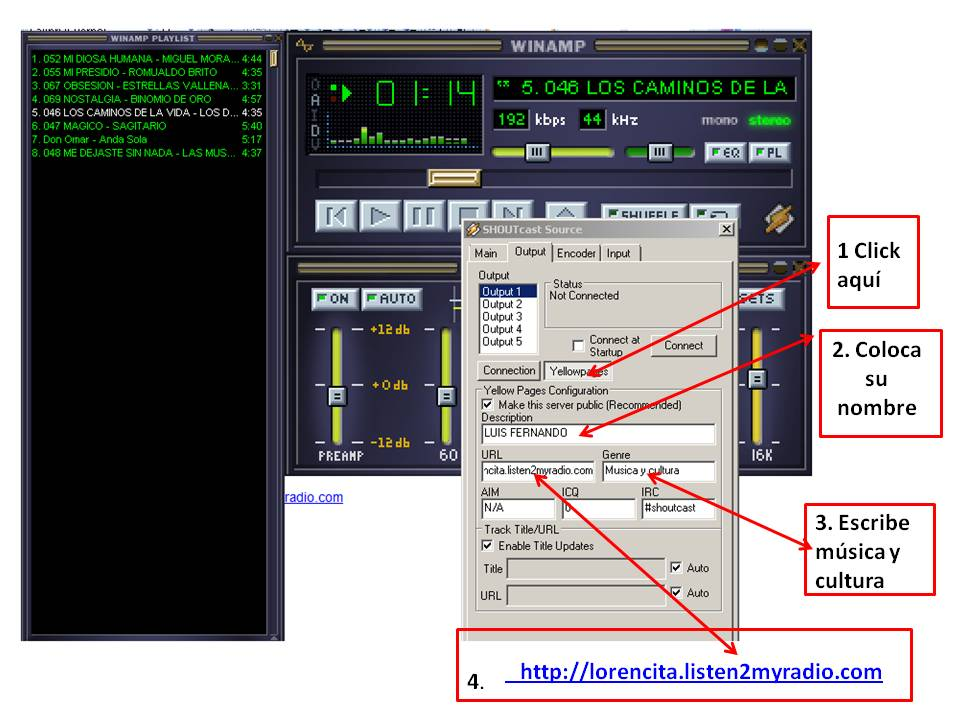 WINAMP PLAYLIST
1. 052 MI DIOSA HUMANA - MIGUEL MORA... 4:44
2. 055 MI PRESIDIO - ROMUALDO BRITO 4:35
3. 067 OBSESION - ESTRELLAS VALLENA... 3:31
4. 069 NOSTALGIA - BINOMIO DE ORO 4:57
5. 046 LOS CAMINOS DE LA VIDA - LOS D... 4:35
6. 047 MAGICO - SAGITARIO 5:40
7. Don Omar - Anda Sola 5:17
8. 048 ME DEJASTE SIN NADA - LAS MUS... 4:37
WINAMP
O
A
I
D
V
01:14
5. 046 LOS CAMINOS DE LA
192 kbps 44 kHz
mono stereo
EQ PL
SHUFFLE
ON AUTO
+12 db
+0 db
-12 db
PREAMP
60
16K
SHOUTcast Source
Main Output Encoder Input
Output
Output 1
Output 2
Output 3
Output 4
Output 5
Status
Not Connected
Connect at
Startup
Connect
Connection
Yellowpages
Yellow Pages Configuration
Make this server public (Recommended)
Description
LUIS FERNANDO
URL Genre
ncita.listen2myradio.com Musica y cultura
AIM ICQ IRC
N/A 0 #shoutcast
Track Title/URL
Enable Title Updates
Title Auto
URL Auto
radio.com
1 Click
aquí
2. Coloca
su
nombre
3. Escribe
música y
cultura
4. http://lorencita.listen2myradio.com